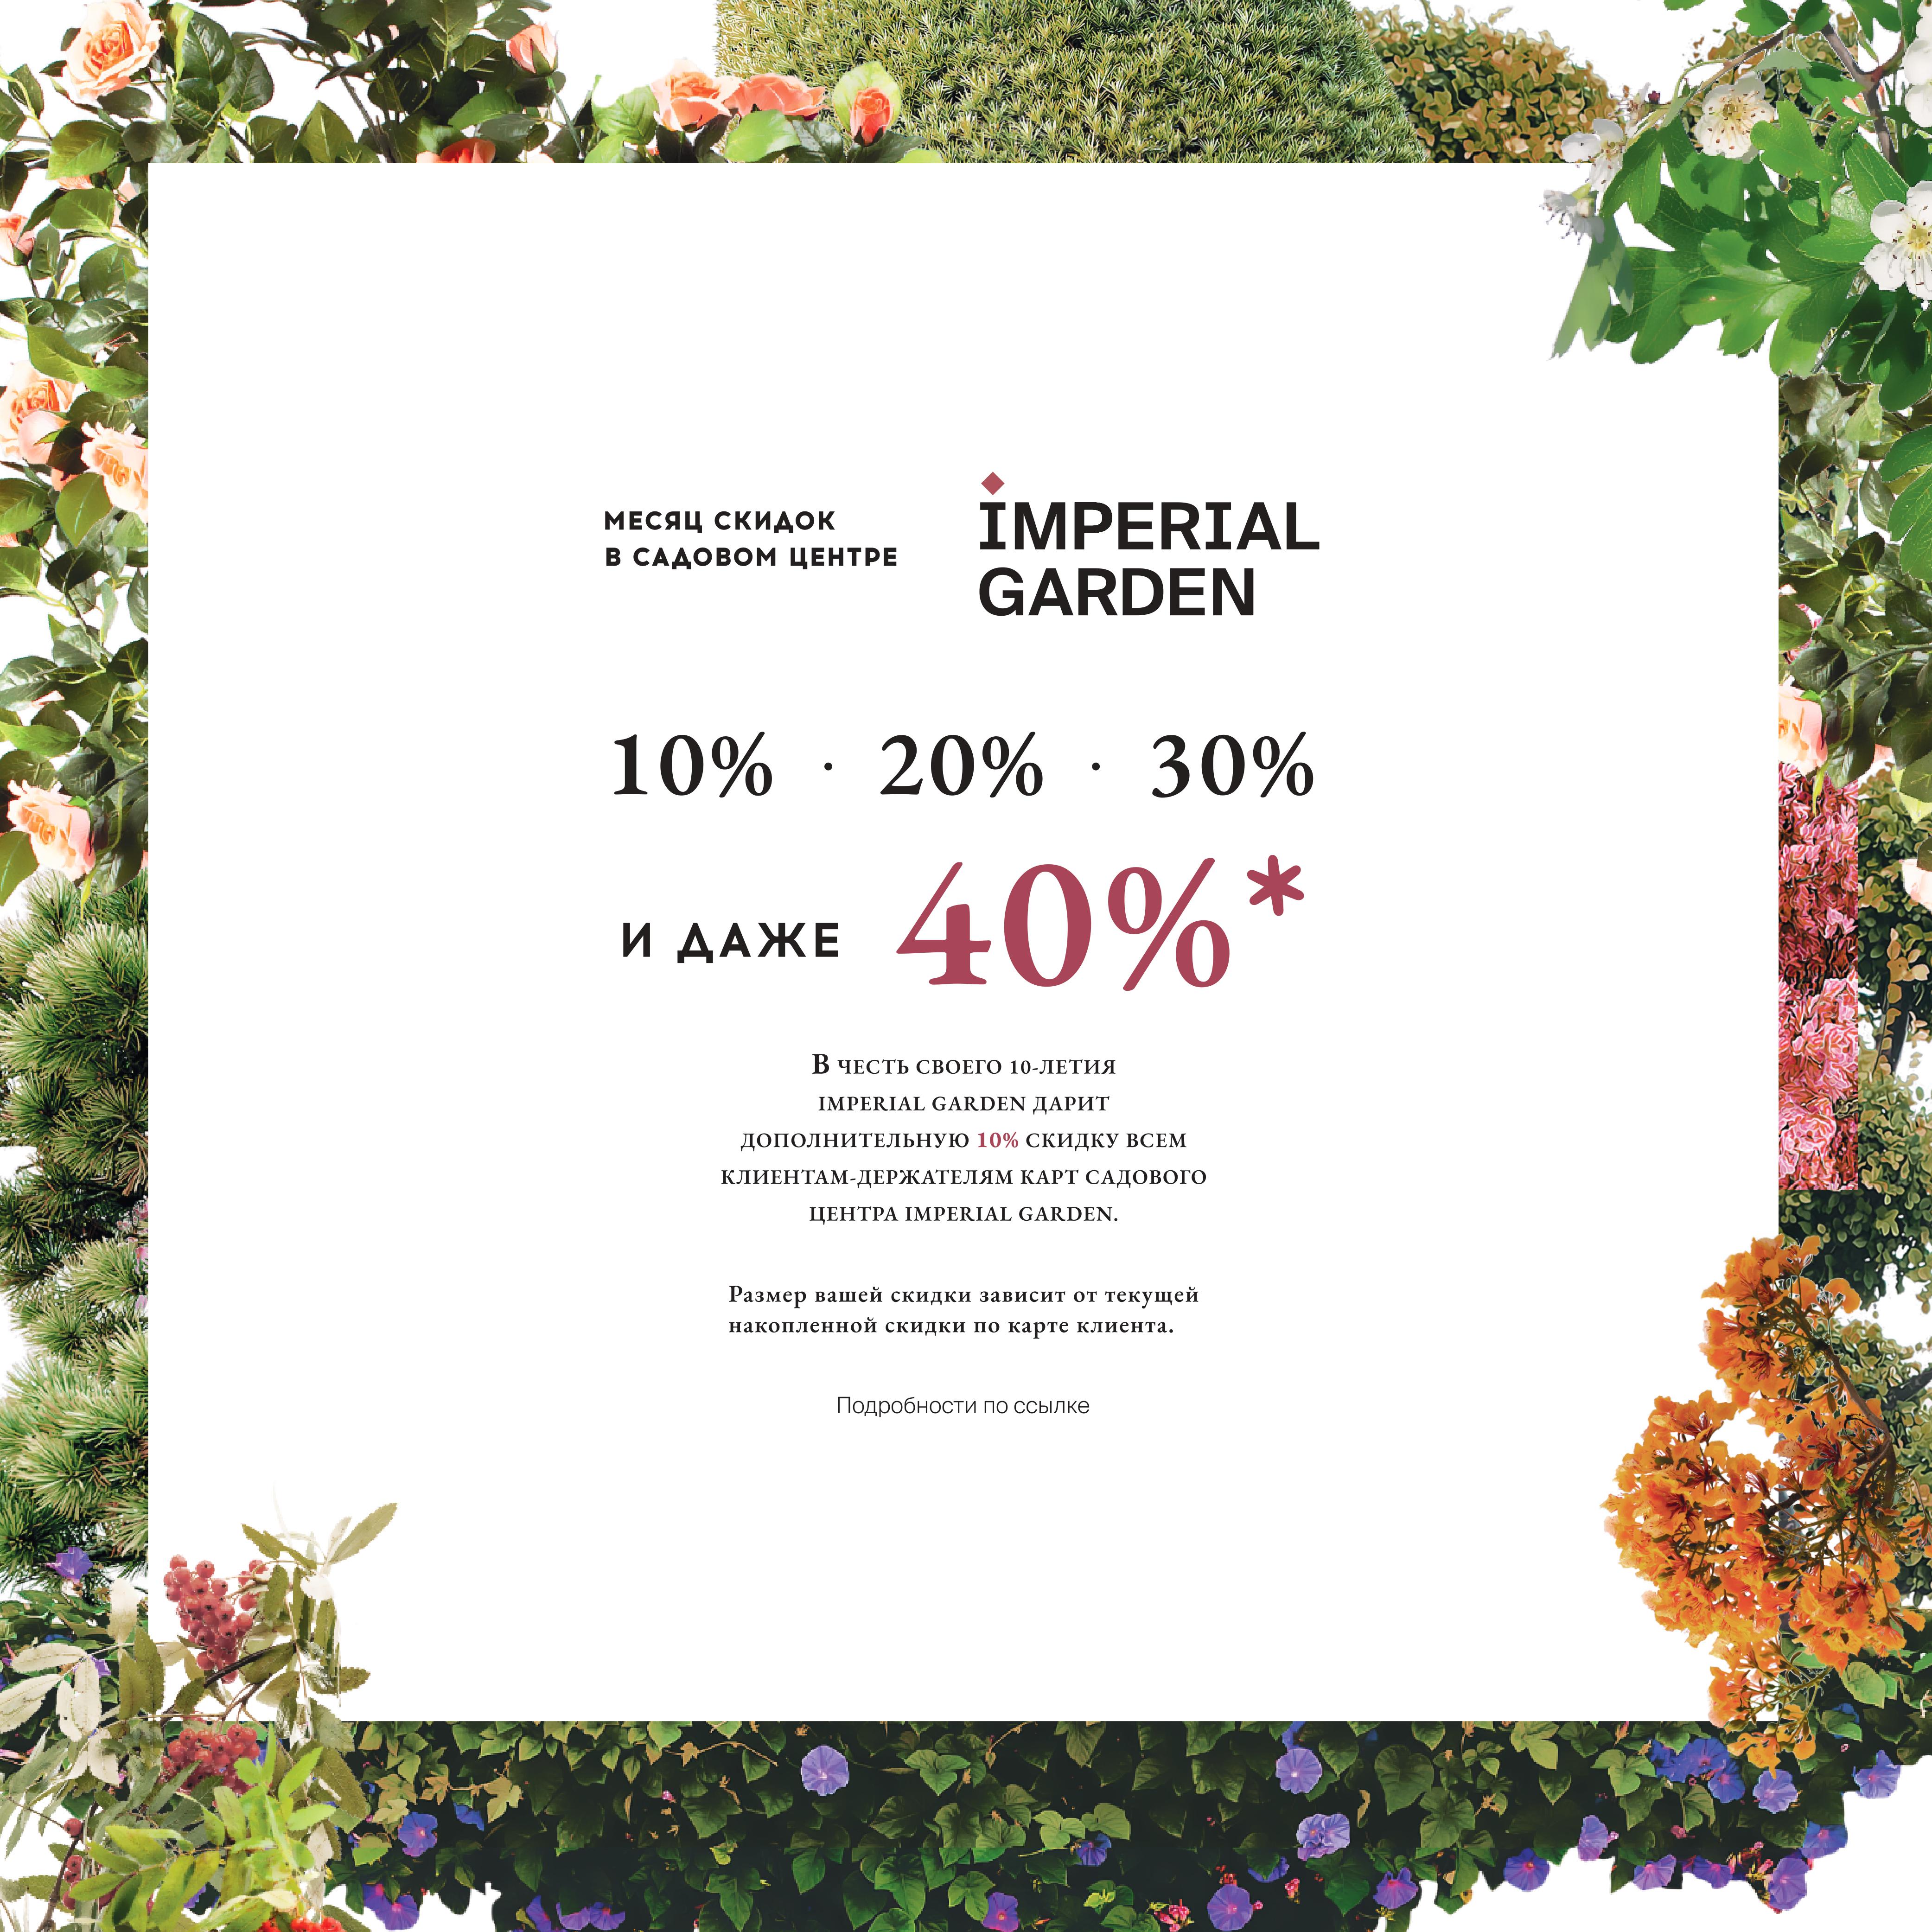 МЕСЯЦ СКИДОК
В САДОВОМ ЦЕНТРЕ
IMPERIAL
GARDEN
10% · 20% · 30%
И ДАЖЕ 40%*
В ЧЕСТЬ СВОЕГО 10-ЛЕТИЯ
IMPERIAL GARDEN ДАРИТ
ДОПОЛНИТЕЛЬНУЮ 10% СКИДКУ ВСЕМ
КЛИЕНТАМ-ДЕРЖАТЕЛЯМ КАРТ САДОВОГО
ЦЕНТРА IMPERIAL GARDEN.
Размер вашей скидки зависит от текущей
накопленной скидки по карте клиента.
Подробности по ссылке